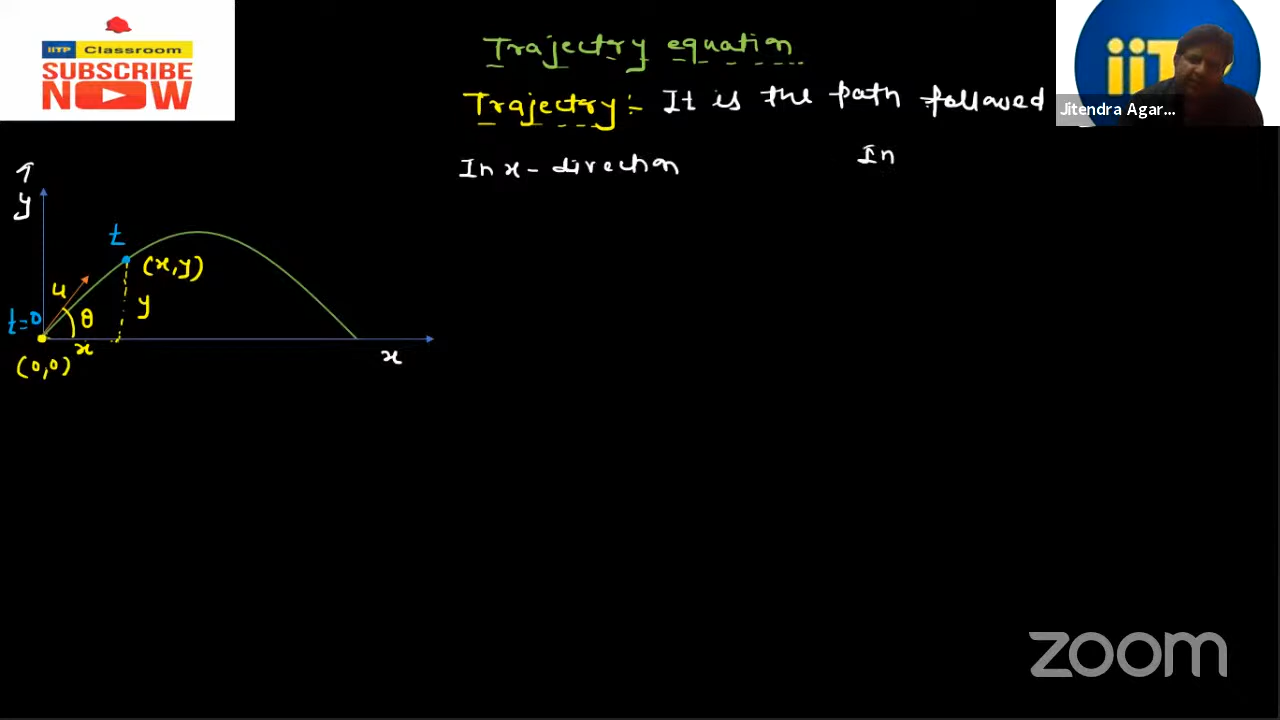 IITP Classroom
SUBSCRIBE
NOW
Trajectory equation
Trajectory :- It is the path followed
Jitendra Agar...
In x - direction
In
↑
y
t
(x,y)
u
y
t=0
θ
x
x
(0,0)
zoom